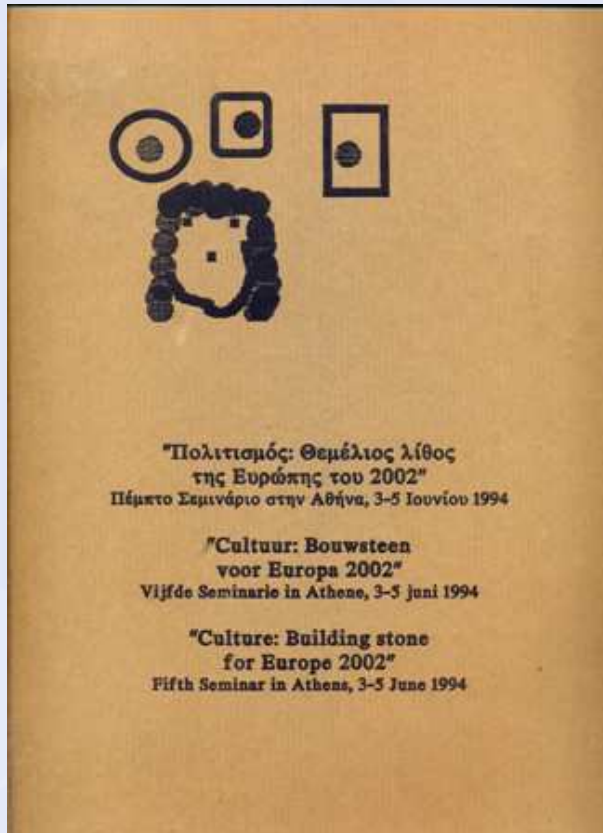 "Πολιτισμός: Θεμέλιος λίθος
της Ευρώπης του 2002"
Πέμπτο Σεμινάριο στην Αθήνα, 3-5 Ιουνίου 1994
"Cultuur: Bouwsteen
voor Europa 2002"
Vijfde Seminarie in Athene, 3-5 juni 1994
"Culture: Building stone
for Europe 2002"
Fifth Seminar in Athens, 3-5 June 1994